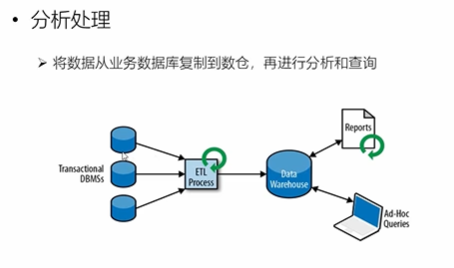 • 分析处理
➢ 将数据从业务数据库复制到数仓，再进行分析和查询
Reports
Transactional
DBMSs
ETL
Process
Data
Warehouse
Ad-Hoc
Queries